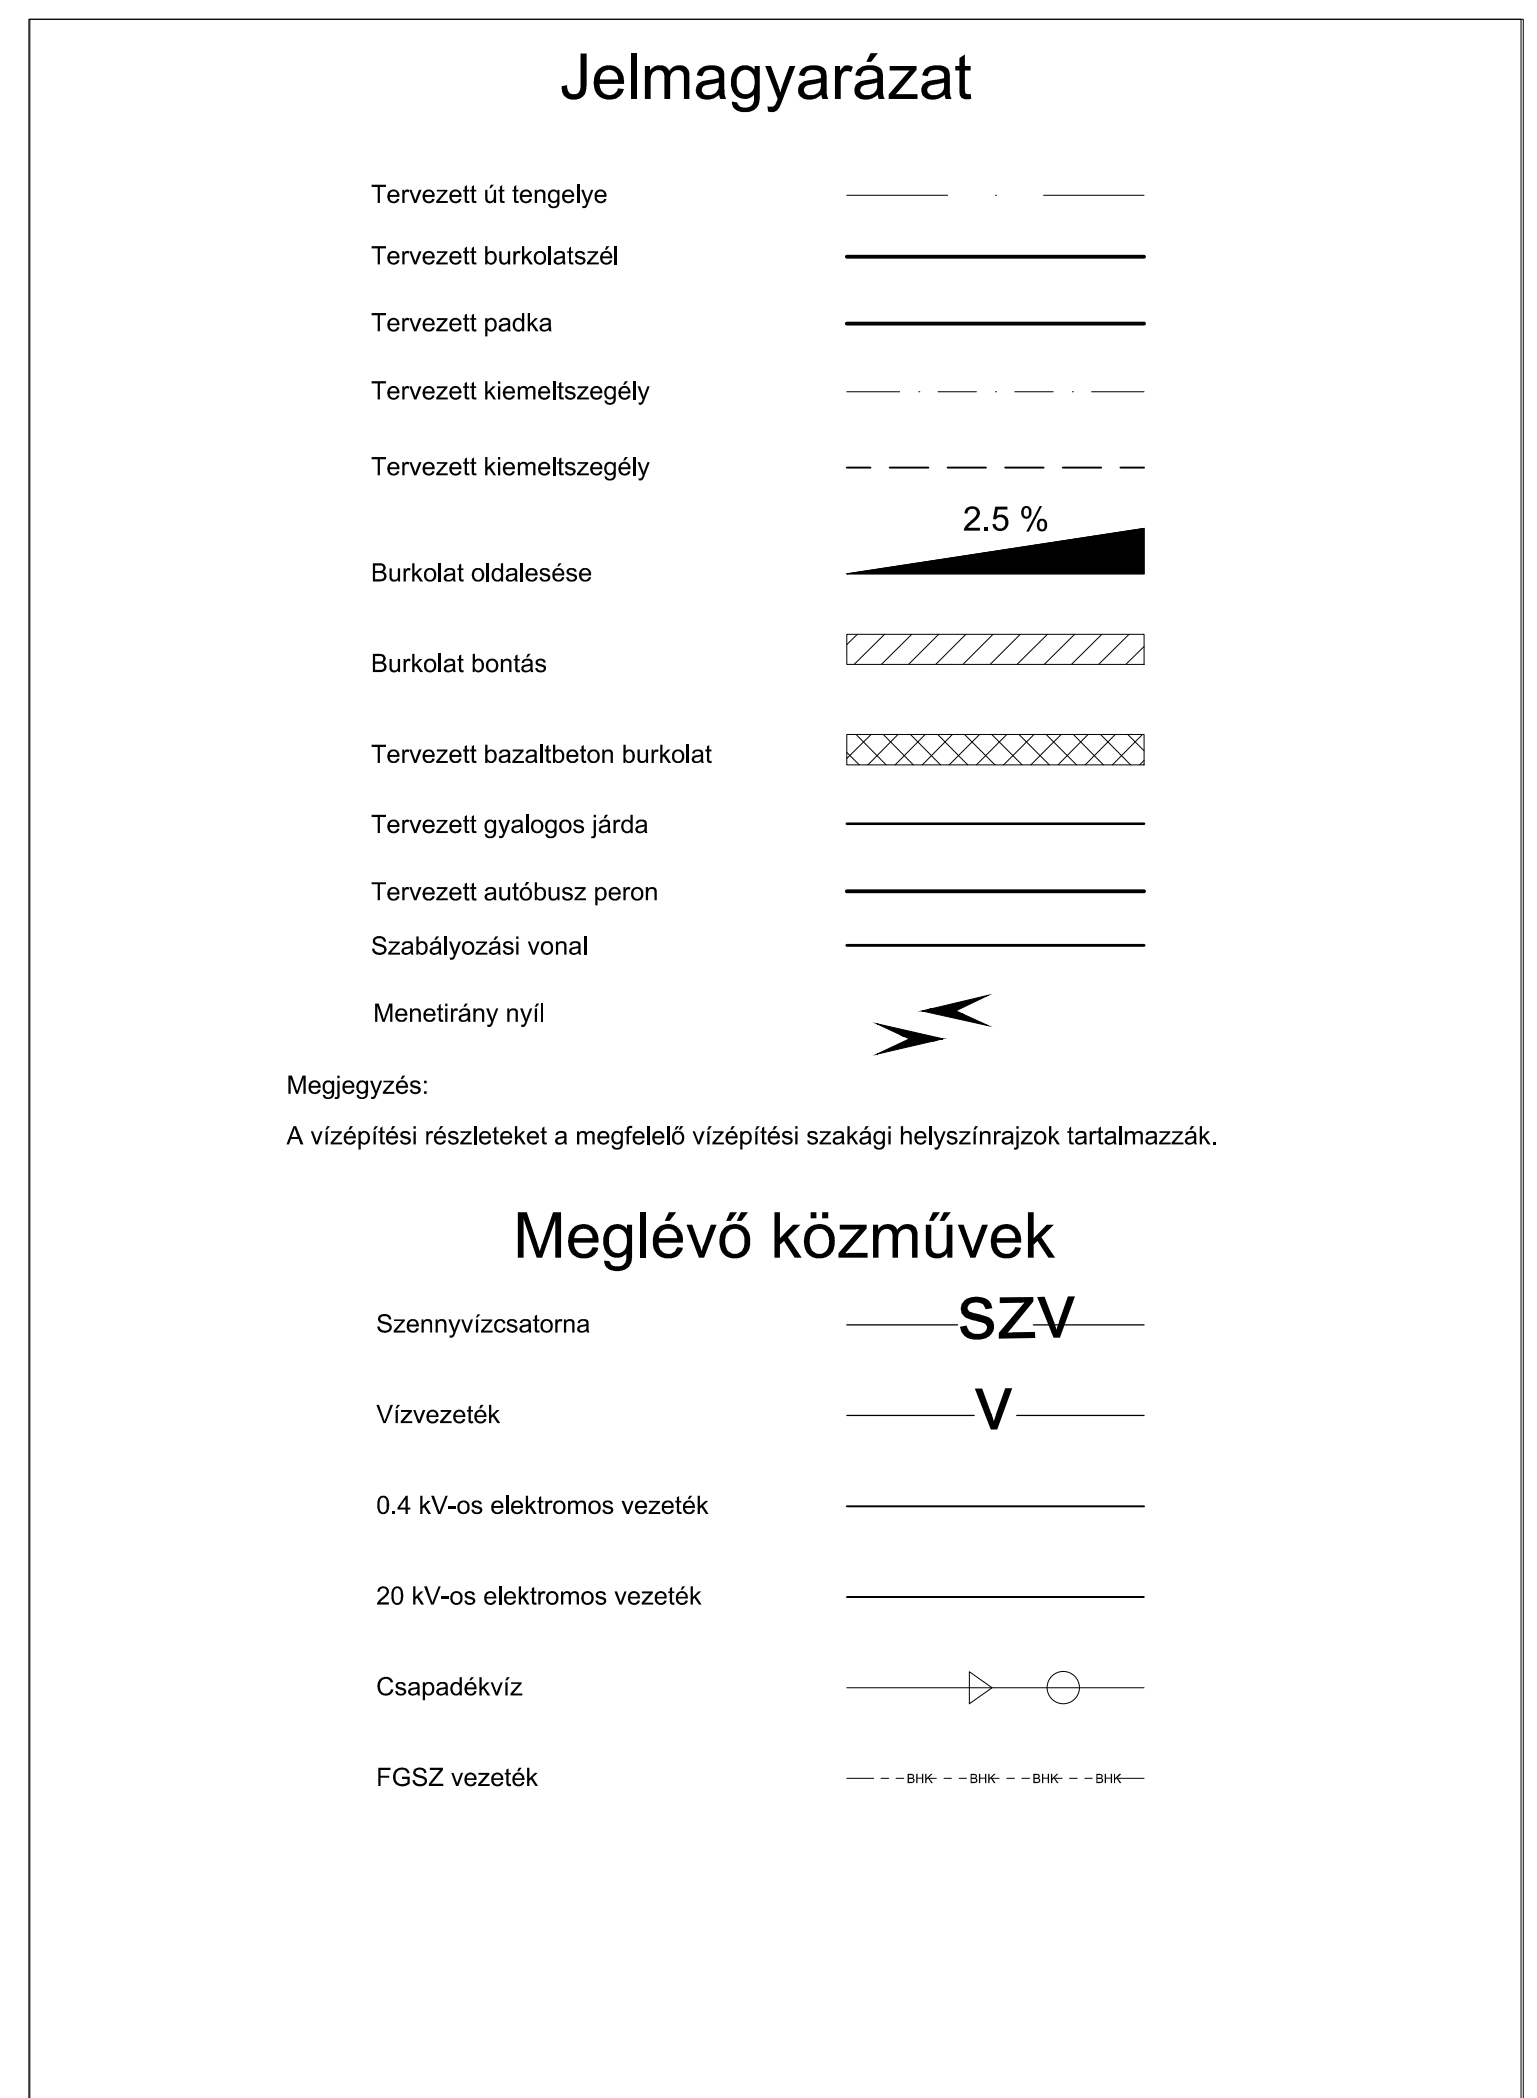 Jelmagyarázat
Tervezett út tengelye
Tervezett burkolatszél
Tervezett padka
Tervezett kiemeltszegély
Tervezett kiemeltszegély
2.5 %
Burkolat oldalesése
Burkolat bontás
Tervezett bazaltbeton burkolat
Tervezett gyalogos járda
Tervezett autóbusz peron
Szabályozási vonal
Menetirány nyíl
Megjegyzés:
A vízépítési részleteket a megfelelő vízépítési szakági helyszínrajzok tartalmazzák.
Meglévő közművek
Szennyvízcsatorna SZV
Vízvezeték V
0.4 kV-os elektromos vezeték
20 kV-os elektromos vezeték
Csapadékvíz
FGSZ vezeték BHK BHK BHK BHK